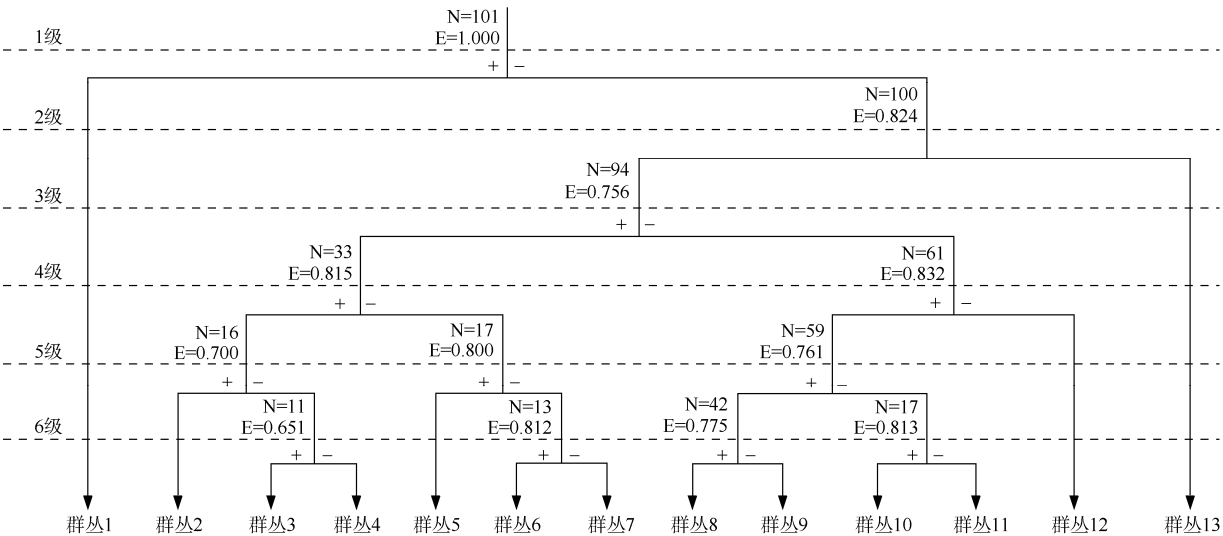 N=101
E=1.000
1级
+ −
N=100
E=0.824
2级
N=94
E=0.756
3级
+ −
N=33
E=0.815
N=61
E=0.832
4级
+ −
+ −
N=16
E=0.700
N=17
E=0.800
N=59
E=0.761
5级
+ −
+ −
+ −
N=11
E=0.651
N=13
E=0.812
N=42
E=0.775
N=17
E=0.813
6级
+ −
+ −
+ −
+ −
群丛1 群丛2 群丛3 群丛4 群丛5 群丛6 群丛7 群丛8 群丛9 群丛10 群丛11 群丛12 群丛13